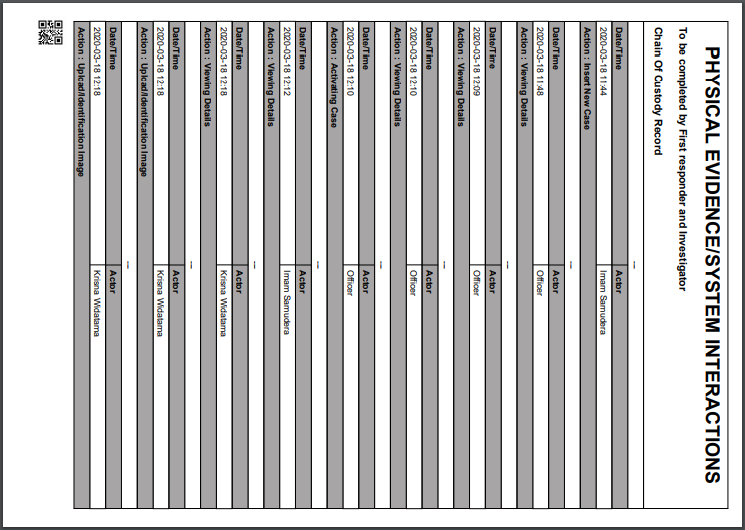 PHYSICAL EVIDENCE/SYSTEM INTERACTIONS
To be completed by First responder and Investigator
Chain Of Custody Record
--
Date/Time Actor
2020-03-18 11:44 Imam Samudera
Action : Insert New Case
--
Date/Time Actor
2020-03-18 11:48 Officer
Action : Viewing Details
--
Date/Time Actor
2020-03-18 12:09 Officer
Action : Viewing Details
--
Date/Time Actor
2020-03-18 12:10 Officer
Action : Viewing Details
--
Date/Time Actor
2020-03-18 12:10 Officer
Action : Activating Case
--
Date/Time Actor
2020-03-18 12:12 Imam Samudera
Action : Viewing Details
--
Date/Time Actor
2020-03-18 12:18 Krisna Widatama
Action : Viewing Details
--
Date/Time Actor
2020-03-18 12:18 Krisna Widatama
Action : Upload/Identification Image
--
Date/Time Actor
2020-03-18 12:18 Krisna Widatama
Action : Upload/Identification Image